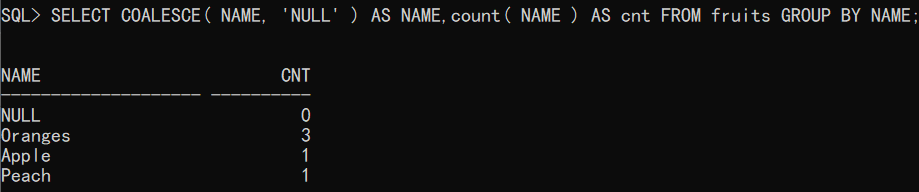 SQL> SELECT COALESCE( NAME, 'NULL' ) AS NAME,count( NAME ) AS cnt FROM fruits GROUP BY NAME;
NAME CNT
-------------------- ----------
NULL 0
Oranges 3
Apple 1
Peach 1